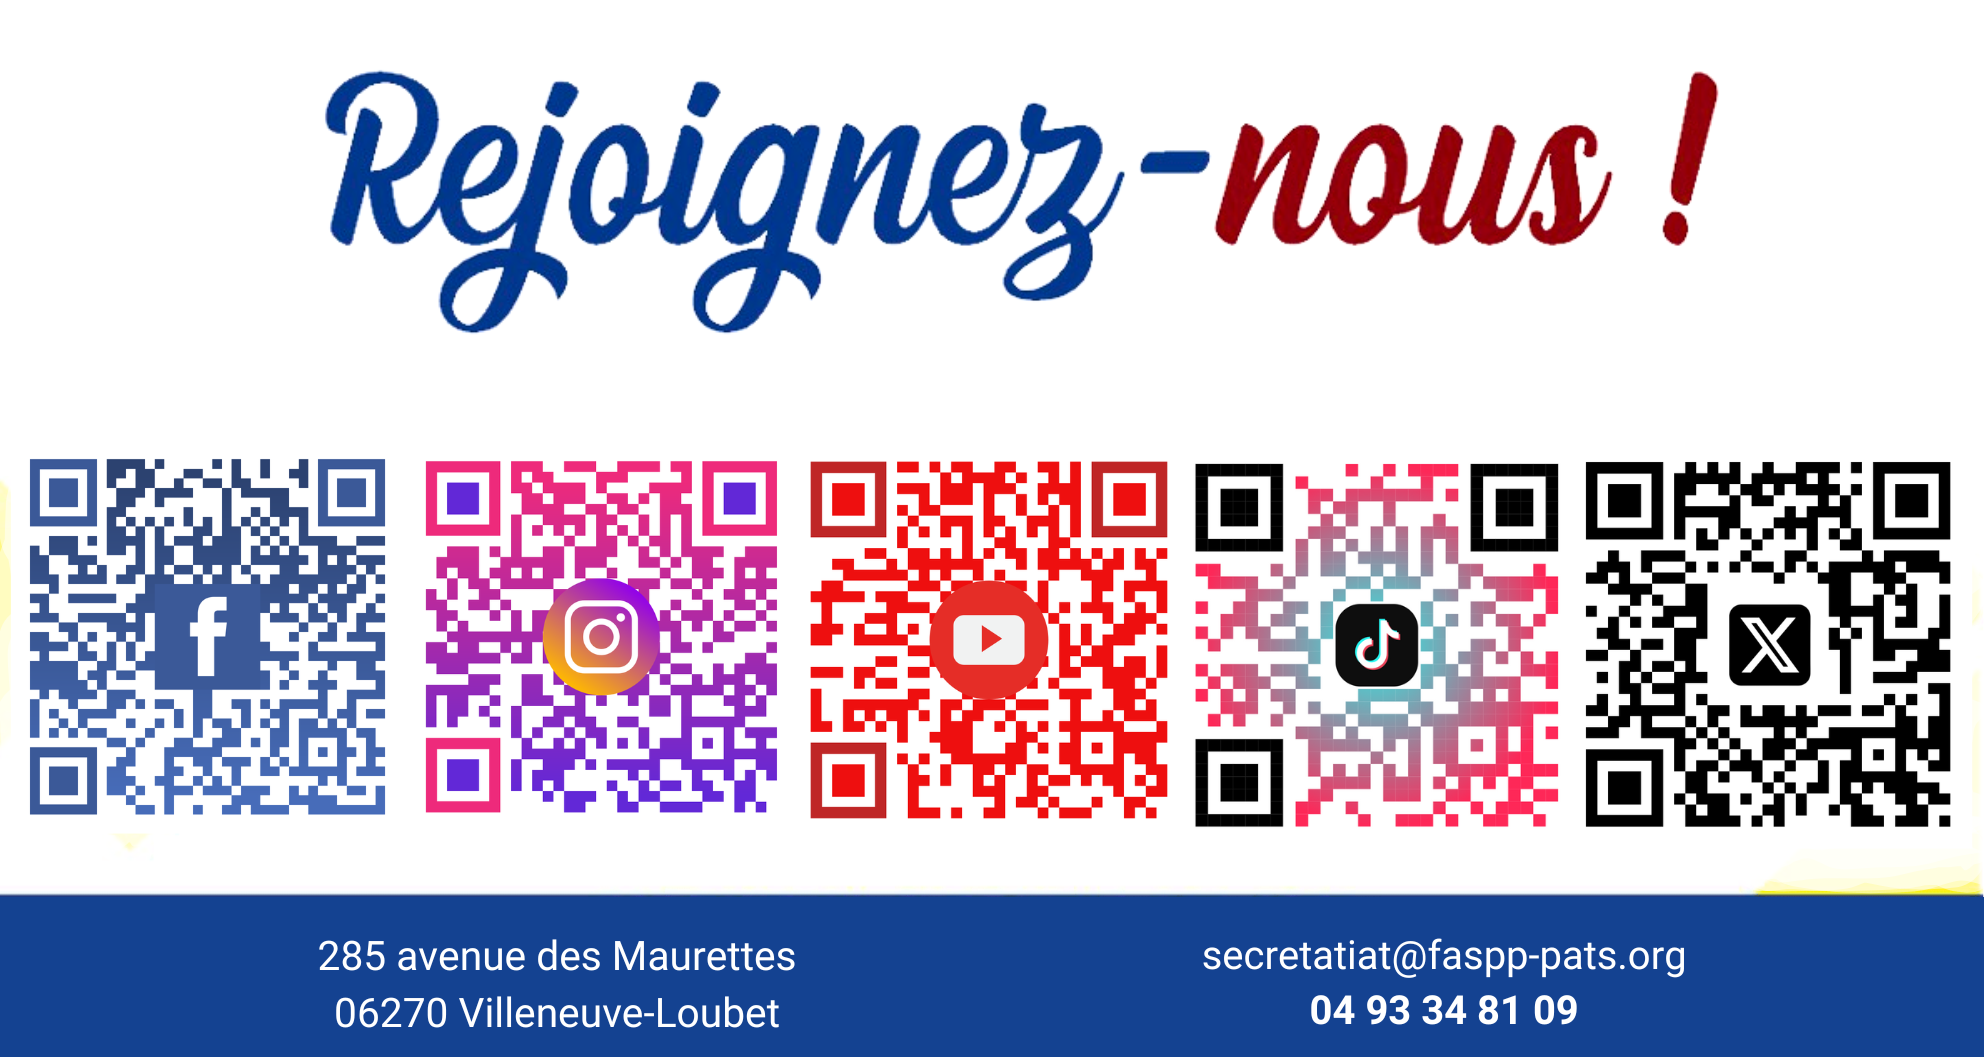 Rejoignez-nous !
285 avenue des Maurettes
06270 Villeneuve-Loubet
secretatiat@faspp-pats.org
04 93 34 81 09